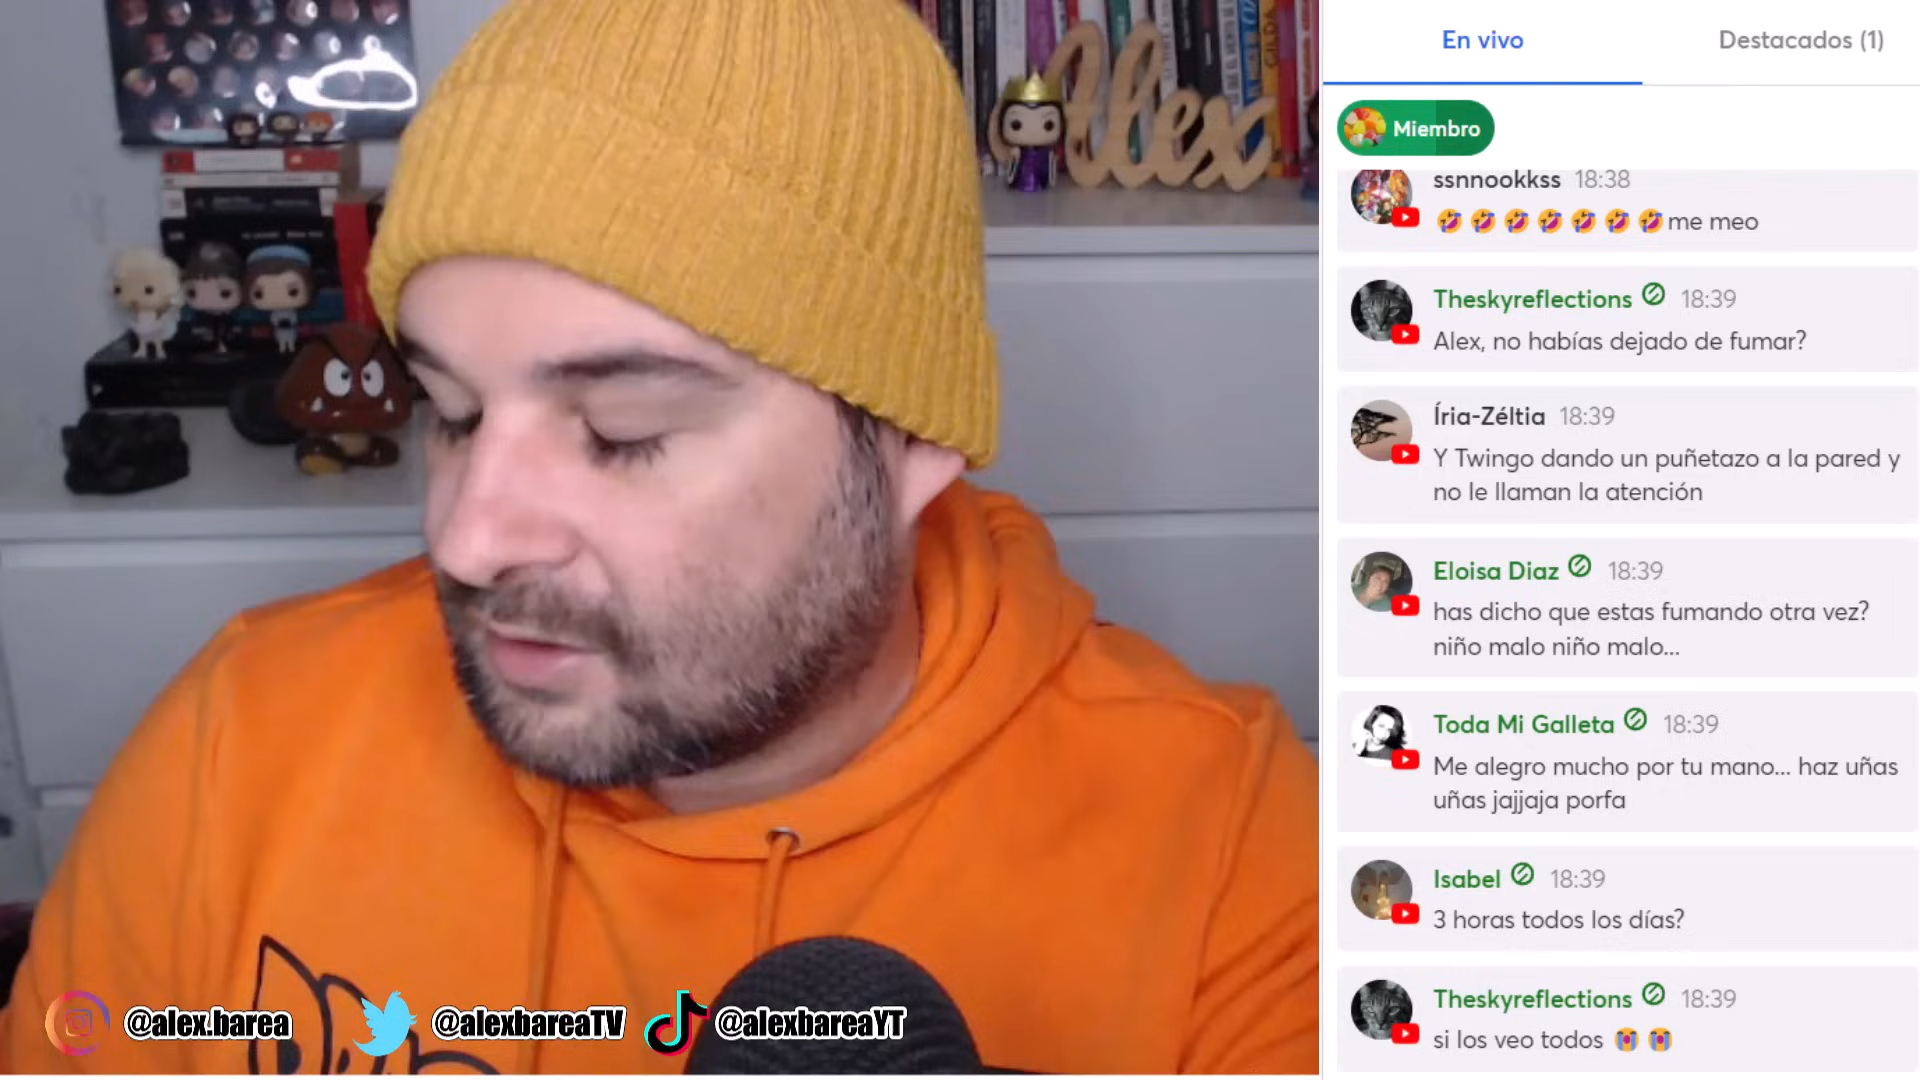 Alex
GILDA
@alex.barea
@alexbareaTV
@alexbareaYT
En vivo
Destacados (1)
Miembro
ssnnookkss 18:38
🤣🤣🤣🤣🤣🤣🤣me meo
Theskyreflections 18:39
Alex, no habías dejado de fumar?
Íria-Zéltia 18:39
Y Twingo dando un puñetazo a la pared y
no le llaman la atención
Eloisa Diaz 18:39
has dicho que estas fumando otra vez?
niño malo niño malo...
Toda Mi Galleta 18:39
Me alegro mucho por tu mano... haz uñas
uñas jajjaja porfa
Isabel 18:39
3 horas todos los días?
Theskyreflections 18:39
si los veo todos 😭 😭